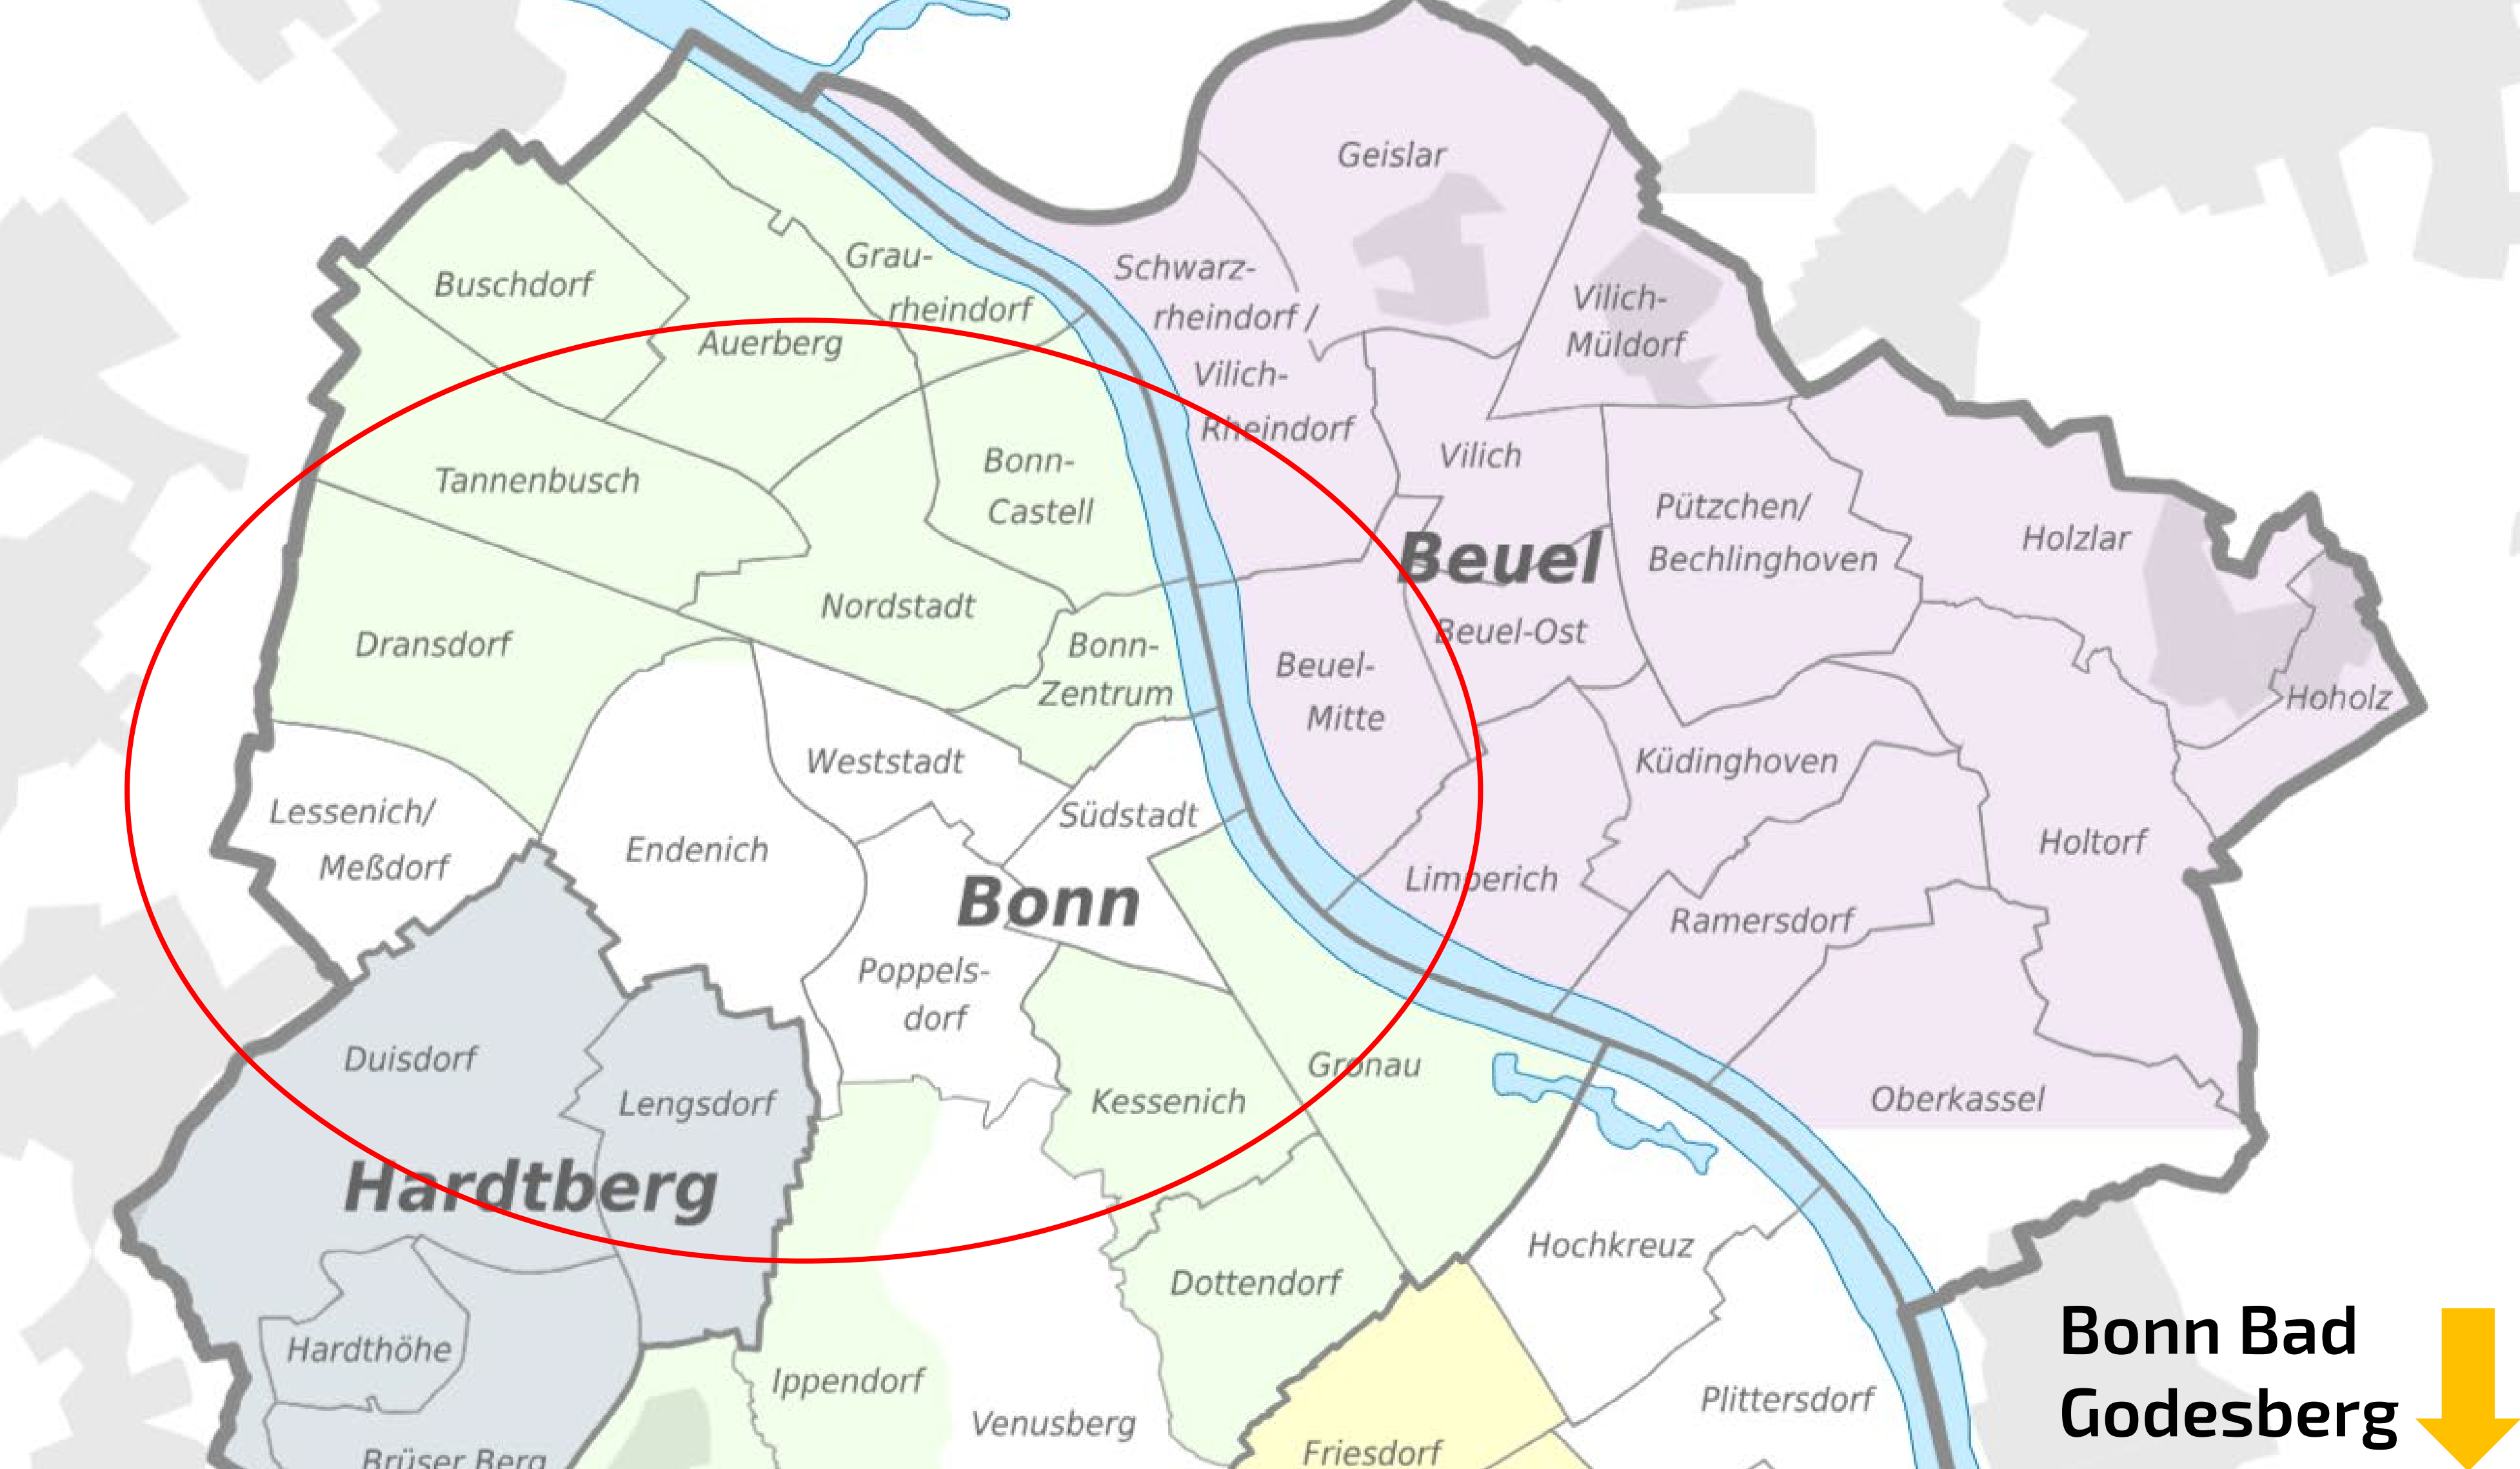 Geislar
Grau-
rheindorf
Schwarz-
rheindorf /
Vilich-
Rheindorf
Buschdorf
Vilich-
Müldorf
Auerberg
Vilich
Tannenbusch
Bonn-
Castell
Pützchen/
Bechlinghoven
Holzlar
Beuel
Nordstadt
Beuel-Ost
Dransdorf
Bonn-
Zentrum
Beuel-
Mitte
Hoholz
Weststadt
Küdinghoven
Lessenich/
Meßdorf
Südstadt
Endenich
Holtorf
Limperich
Bonn
Ramersdorf
Poppels-
dorf
Duisdorf
Gronau
Lengsdorf
Kessenich
Oberkassel
Hardtberg
Hochkreuz
Dottendorf
Hardthöhe
Ippendorf
Venusberg
Plittersdorf
Bonn Bad
Godesberg
Friesdorf
Brüser Berg